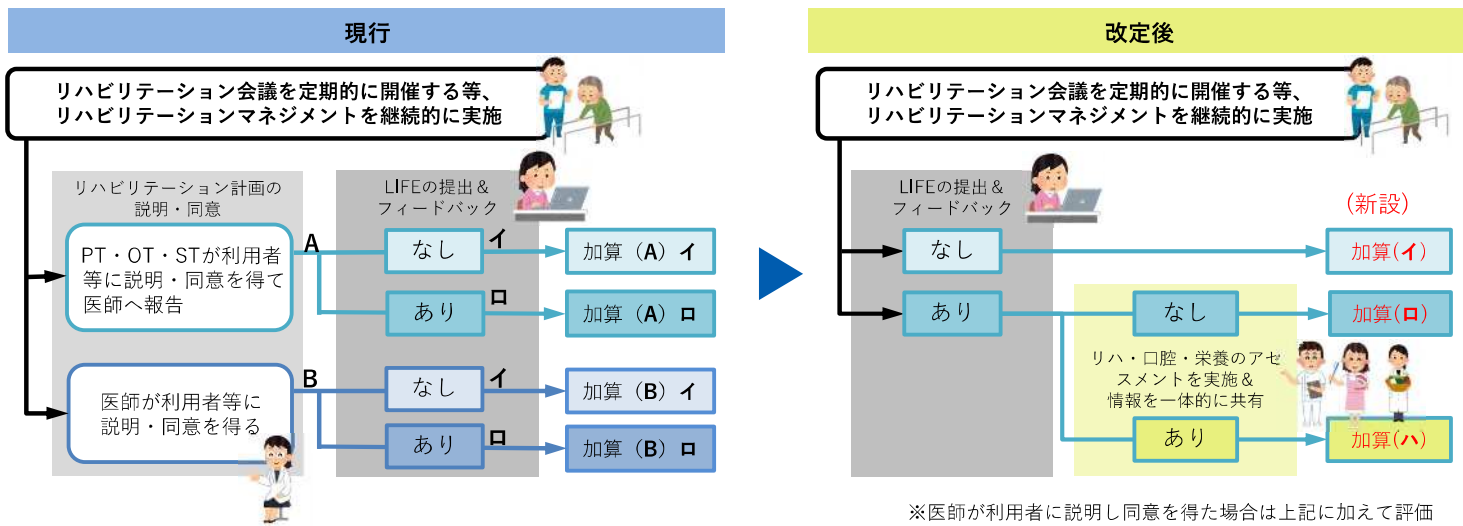 現行
リハビリテーション会議を定期的に開催する等、
リハビリテーションマネジメントを継続的に実施
リハビリテーション計画の
説明・同意
LIFEの提出＆
フィードバック
PT・OT・STが利用者
等に説明・同意を得て
医師へ報告
A
なし
イ
加算（A）イ
あり
ロ
加算（A）ロ
医師が利用者等に
説明・同意を得る
B
なし
イ
加算（B）イ
あり
ロ
加算（B）ロ
改定後
リハビリテーション会議を定期的に開催する等、
リハビリテーションマネジメントを継続的に実施
LIFEの提出＆
フィードバック
（新設）
なし
加算(イ)
あり
なし
加算(ロ)
リハ・口腔・栄養のアセ
スメントを実施＆
情報を一体的に共有
あり
加算(ハ)
※医師が利用者に説明し同意を得た場合は上記に加えて評価